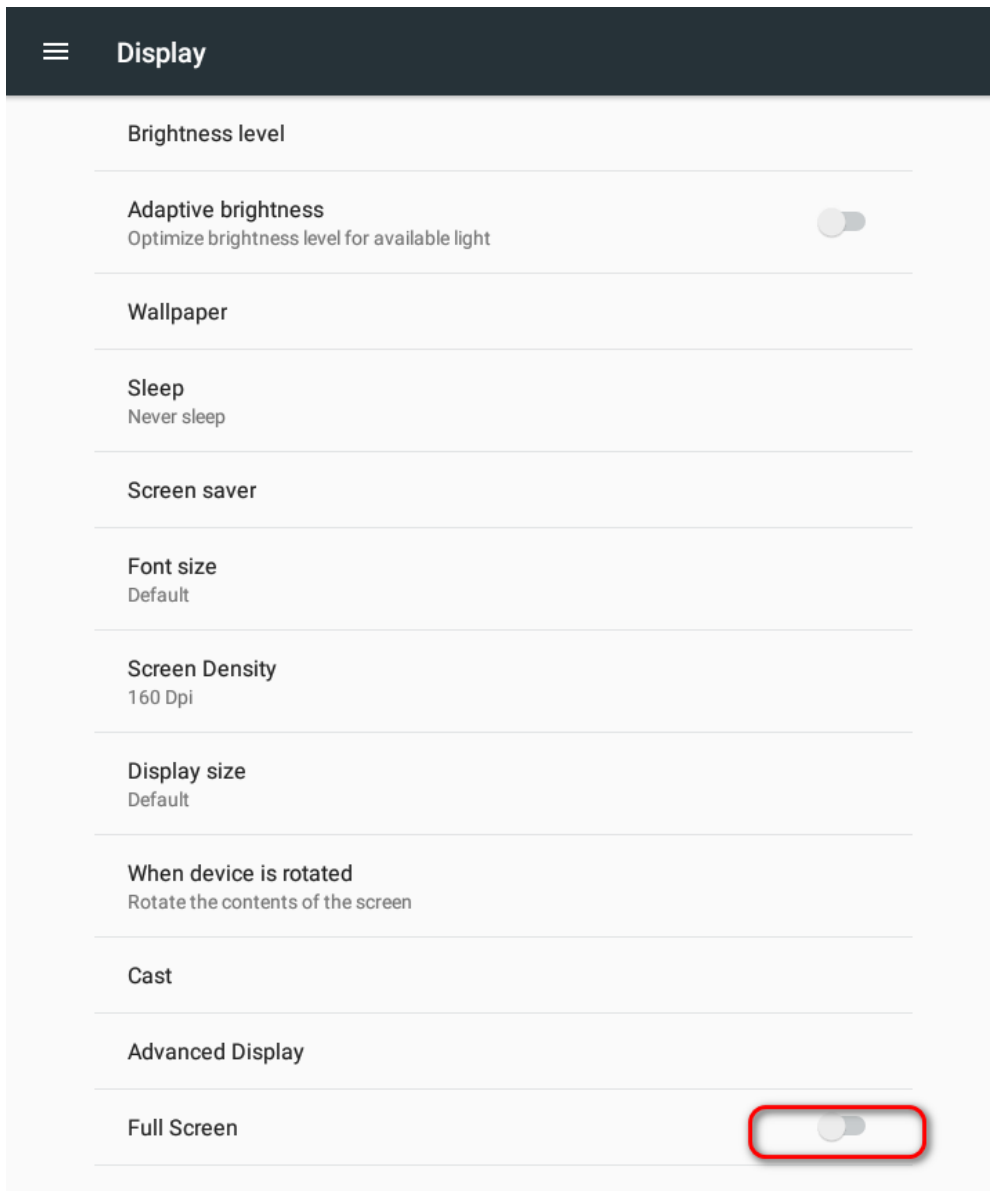 Display
Brightness level
Adaptive brightness
Optimize brightness level for available light
Wallpaper
Sleep
Never sleep
Screen saver
Font size
Default
Screen Density
160 Dpi
Display size
Default
When device is rotated
Rotate the contents of the screen
Cast
Advanced Display
Full Screen